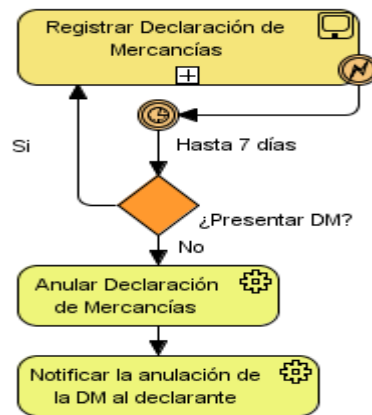 Registrar Declaración de
Mercancías
Si
Hasta 7 días
¿Presentar DM?
No
Anular Declaración
de Mercancías
Notificar la anulación de
la DM al declarante